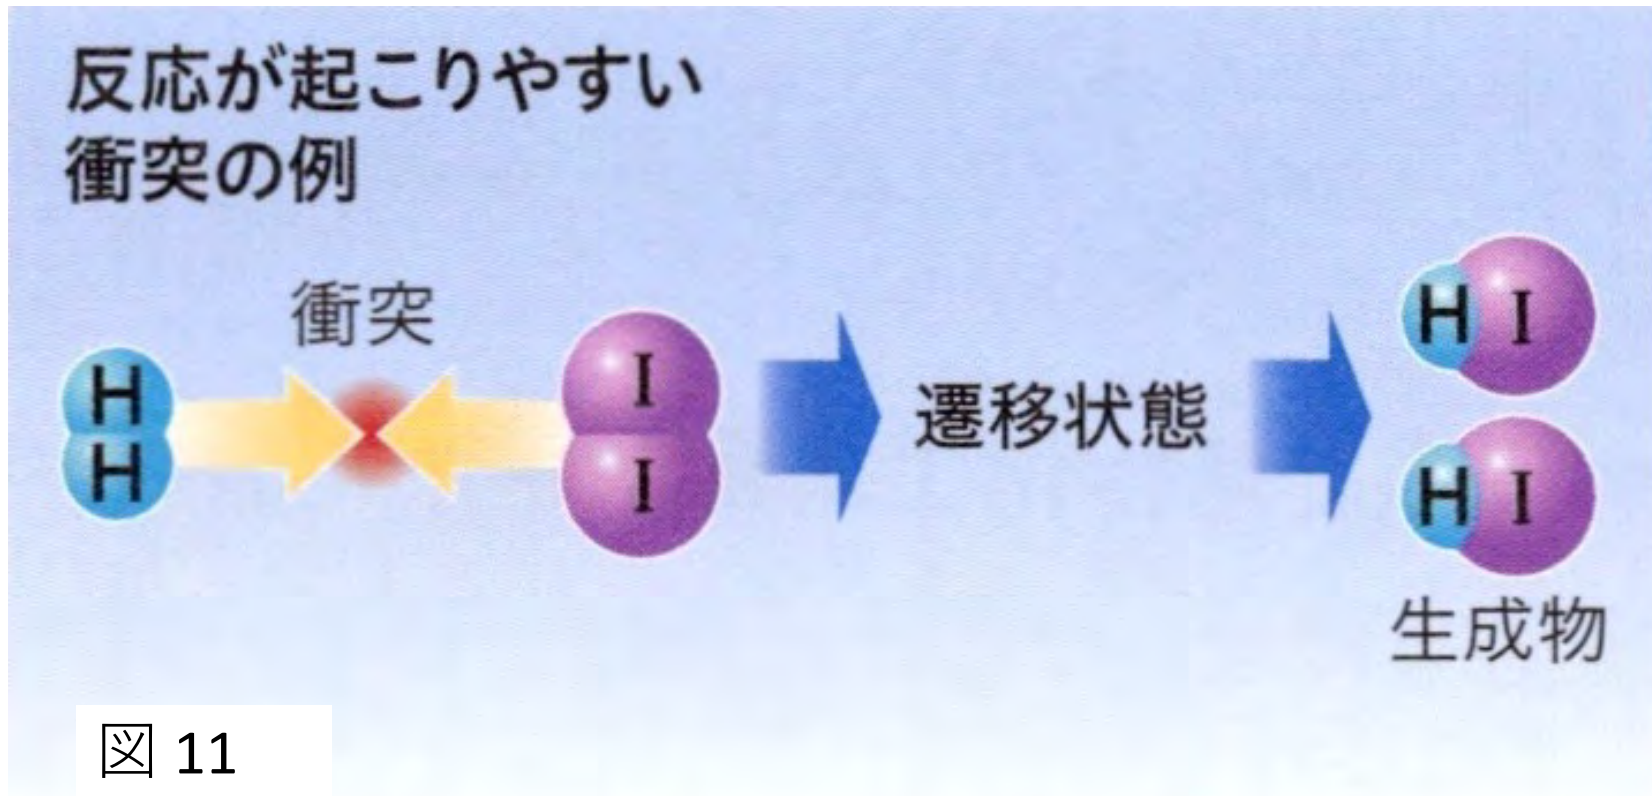 反応が起こりやすい
衝突の例
衝突
H
H
I
I
遷移状態
H I
H I
生成物
図 11